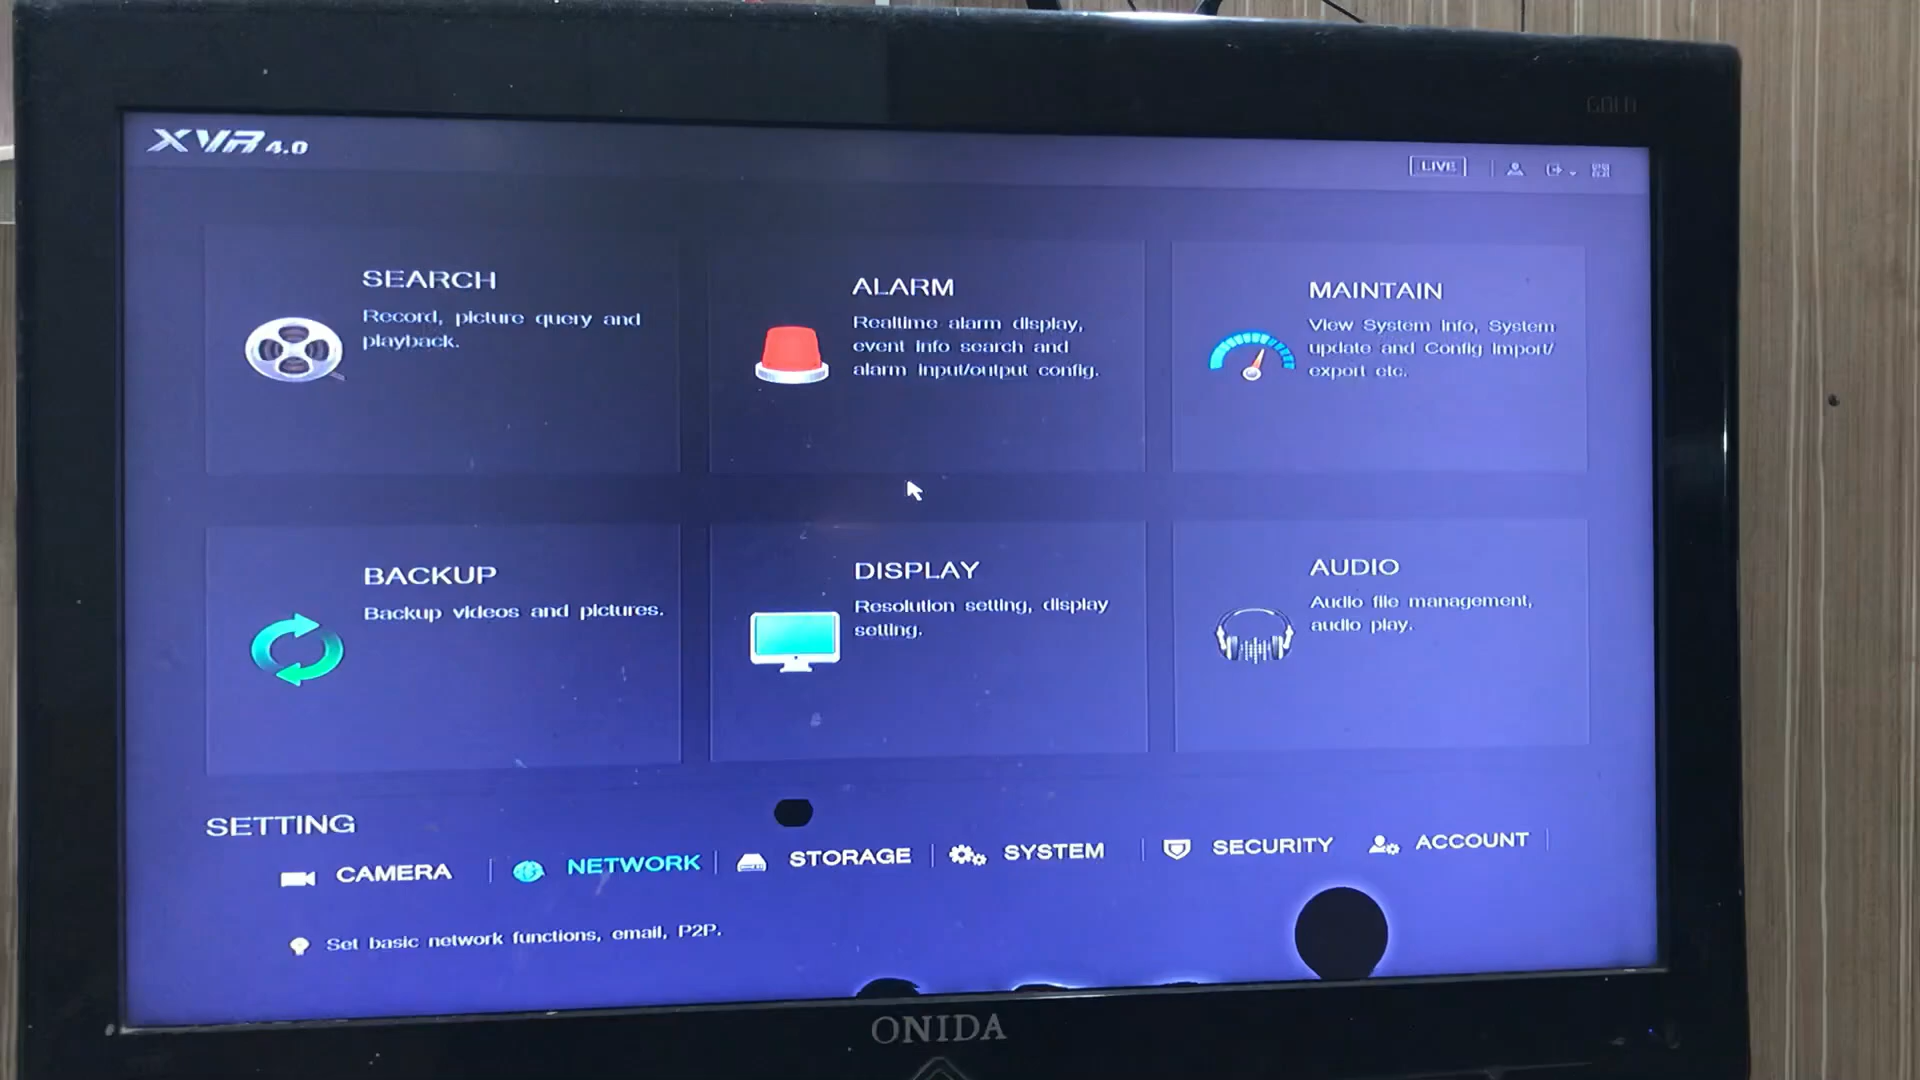 XVR 4.0
LIVE
SEARCH
Record, picture query and
playback.
ALARM
Realtime alarm display,
event info search and
alarm input/output config.
MAINTAIN
View System Info, System
update and Config import/
export etc.
BACKUP
Backup videos and pictures.
DISPLAY
Resolution setting, display
setting.
AUDIO
Audio file management,
audio play.
SETTING
CAMERA
NETWORK
STORAGE
SYSTEM
SECURITY
ACCOUNT
Set basic network functions, email, P2P.
ONIDA